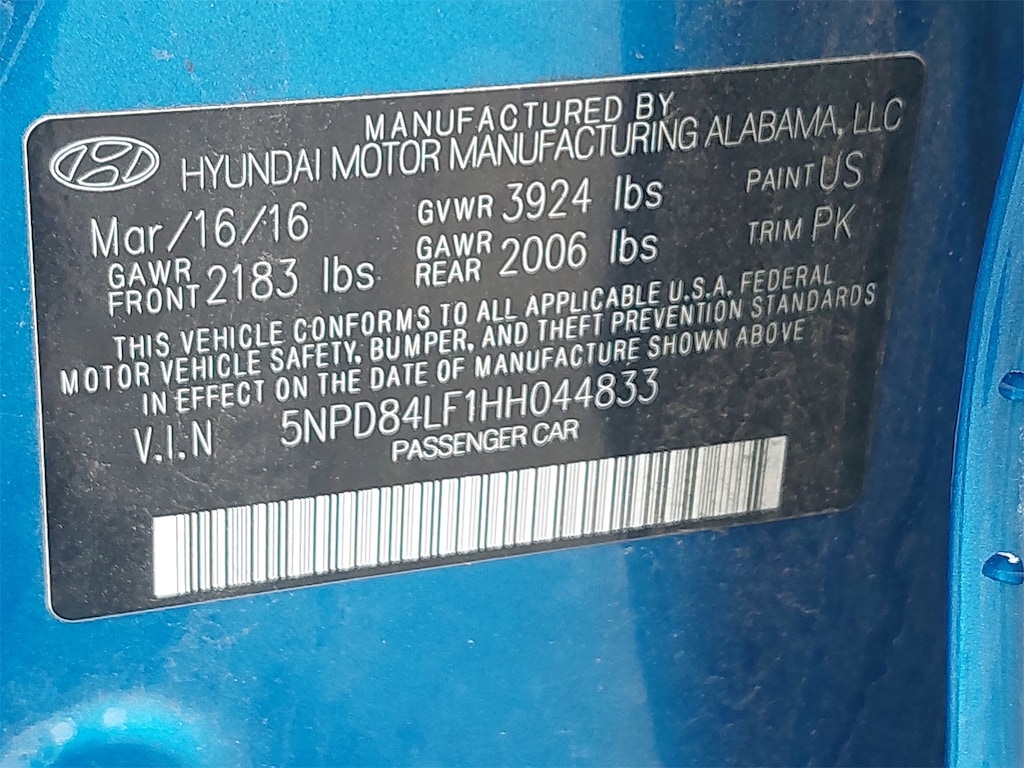 MANUFACTURED BY
HYUNDAI MOTOR MANUFACTURING ALABAMA, LLC
Mar/16/16 GVWR 3924 lbs PAINT US
GAWR FRONT 2183 lbs GAWR REAR 2006 lbs TRIM PK
THIS VEHICLE CONFORMS TO ALL APPLICABLE U.S.A. FEDERAL
MOTOR VEHICLE SAFETY, BUMPER, AND THEFT PREVENTION STANDARDS
IN EFFECT ON THE DATE OF MANUFACTURE SHOWN ABOVE
V.I.N 5NPD84LF1HH044833
PASSENGER CAR